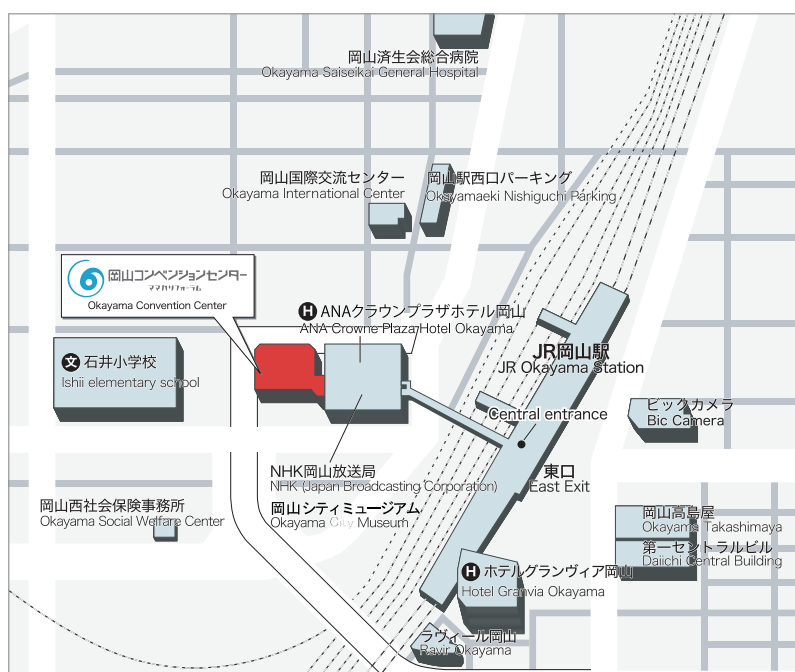 岡山済生会総合病院
Okayama Saiseikai General Hospital
岡山国際交流センター
Okayama International Center
岡山駅西口パーキング
Okayamaeki Nishiguchi Parking
岡山コンベンションセンター
ママカリフォーラム
Okayama Convention Center
H ANAクラウンプラザホテル岡山
ANA Crowne Plaza Hotel Okayama
文 石井小学校
Ishii elementary school
JR岡山駅
JR Okayama Station
Central entrance
ビックカメラ
Bic Camera
NHK岡山放送局
NHK (Japan Broadcasting Corporation)
岡山シティミュージアム
Okayama City Museum
東口
East Exit
岡山西社会保険事務所
Okayama Social Welfare Center
岡山高島屋
Okayama Takashimaya
第一セントラルビル
Daiichi Central Building
H ホテルグランヴィア岡山
Hotel Granvia Okayama
ラヴィール岡山
Ravir Okayama